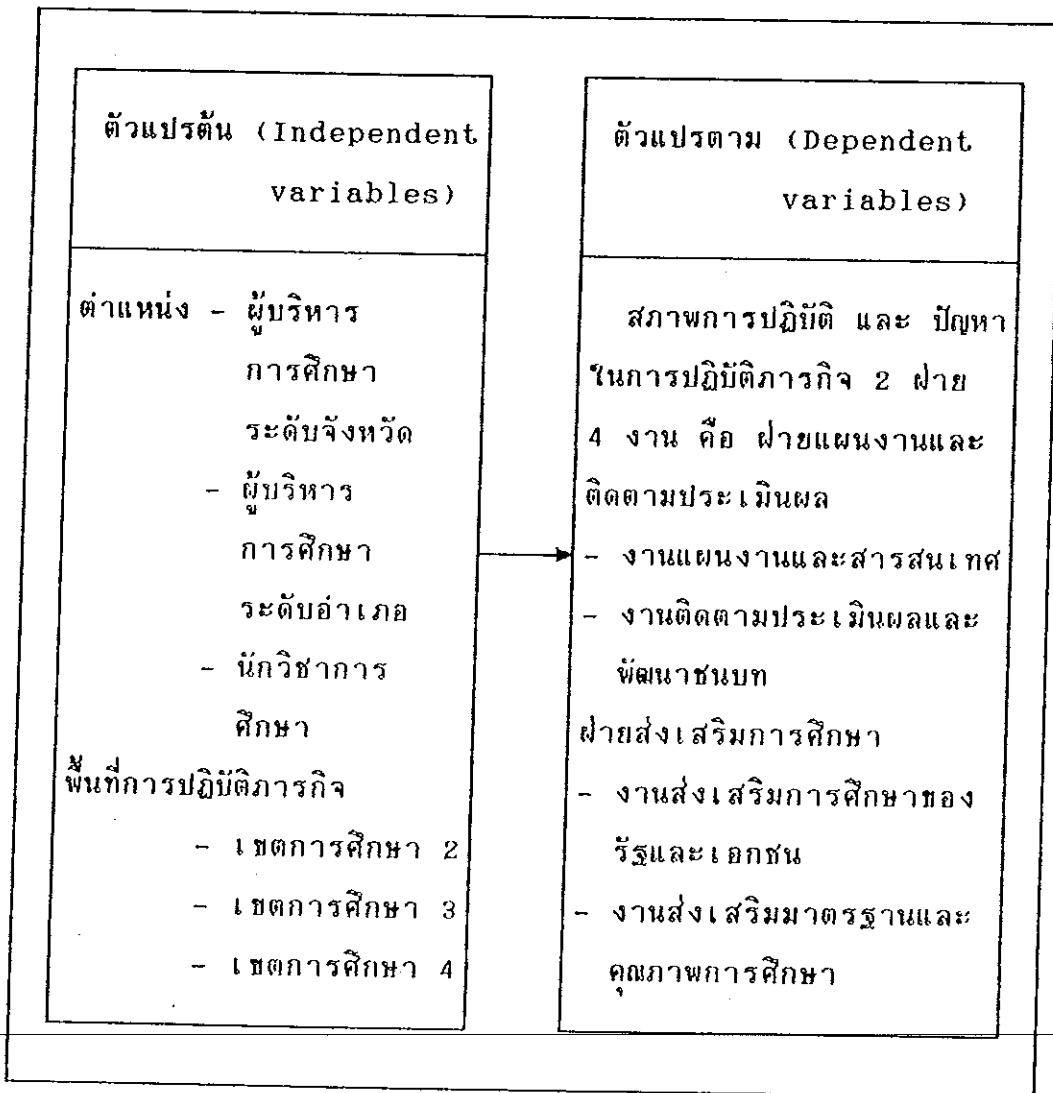 ตัวแปรต้น (Independent
variables)
ตำแหน่ง - ผู้บริหาร
การศึกษา
ระดับจังหวัด
- ผู้บริหาร
การศึกษา
ระดับอำเภอ
- นักวิชาการ
ศึกษา
พื้นที่การปฏิบัติภารกิจ
- เขตการศึกษา 2
- เขตการศึกษา 3
- เขตการศึกษา 4
ตัวแปรตาม (Dependent
variables)
สภาพการปฏิบัติ และ ปัญหา
ในการปฏิบัติภารกิจ 2 ฝ่าย
4 งาน คือ ฝ่ายแผนงานและ
ติดตามประเมินผล
- งานแผนงานและสารสนเทศ
- งานติดตามประเมินผลและ
พัฒนาชนบท
ฝ่ายส่งเสริมการศึกษา
- งานส่งเสริมการศึกษาของ
รัฐและเอกชน
- งานส่งเสริมมาตรฐานและ
คุณภาพการศึกษา